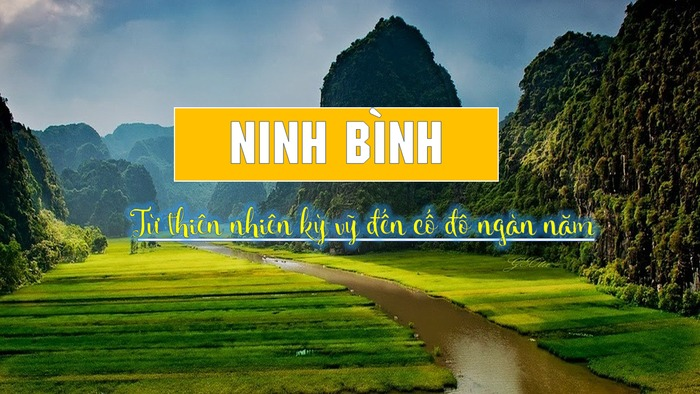 NINH BÌNH
Từ thiên nhiên kỳ vỹ đến cố đô ngàn năm